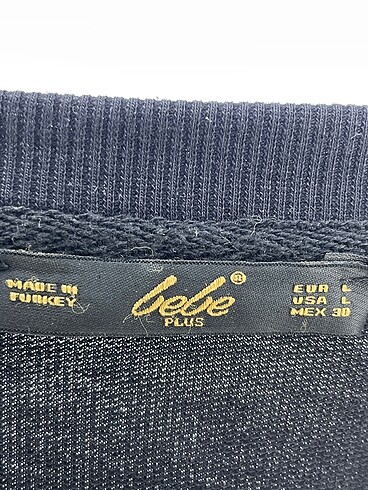 MADE IN
TURKEY
bebe®
PLUS
EUR L
USA L
MEX 30